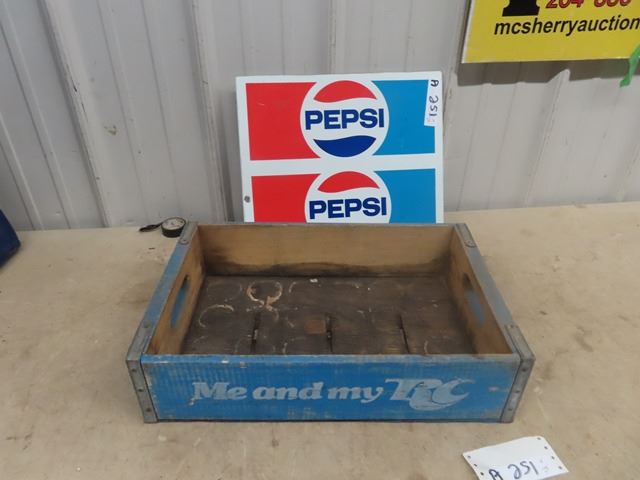 mcsherryauction
PEPSI
A 251
PEPSI
Me and my RC
A 251